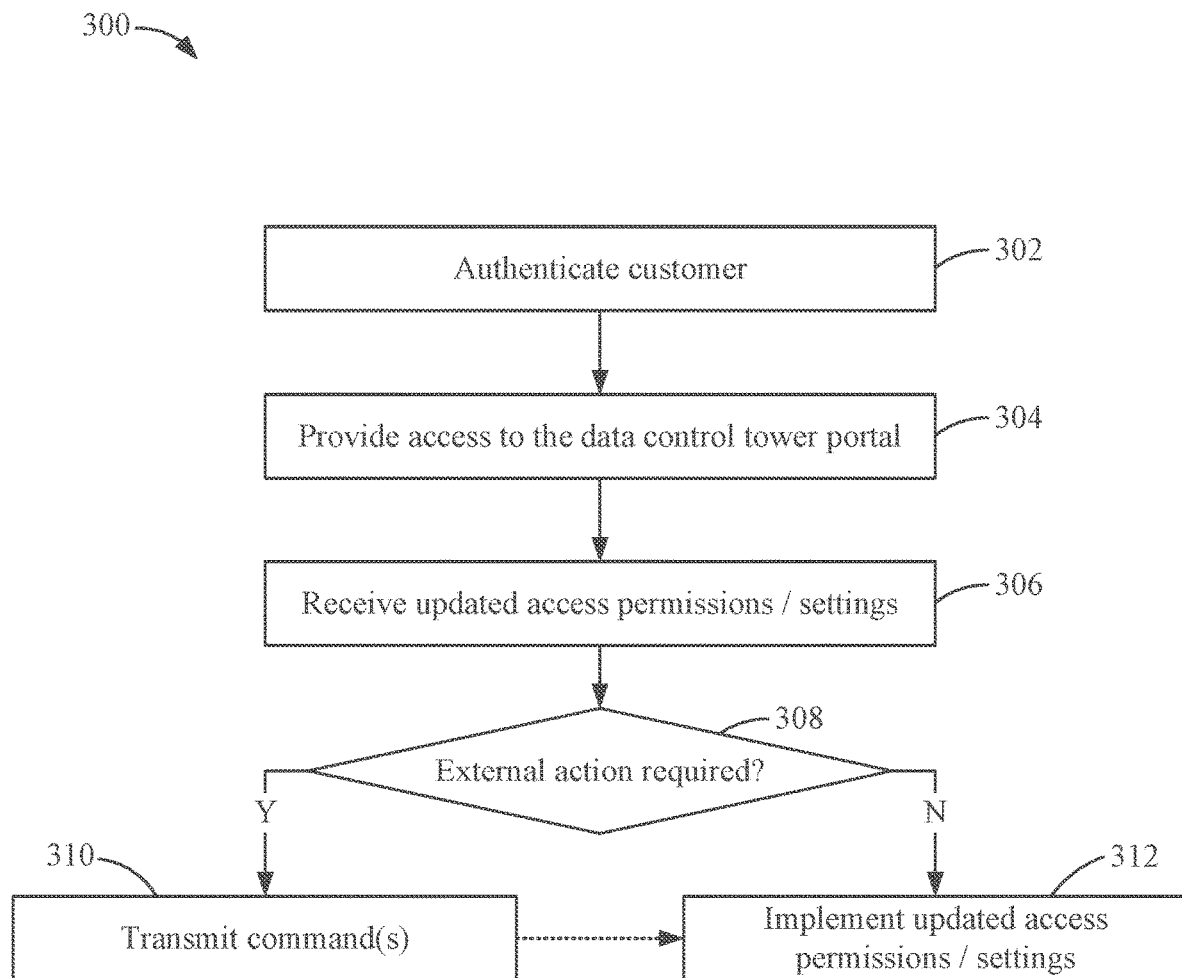 300
Authenticate customer
302
Provide access to the data control tower portal
304
Receive updated access permissions / settings
306
308
External action required?
Y
N
310
312
Transmit command(s)
Implement updated access
permissions / settings